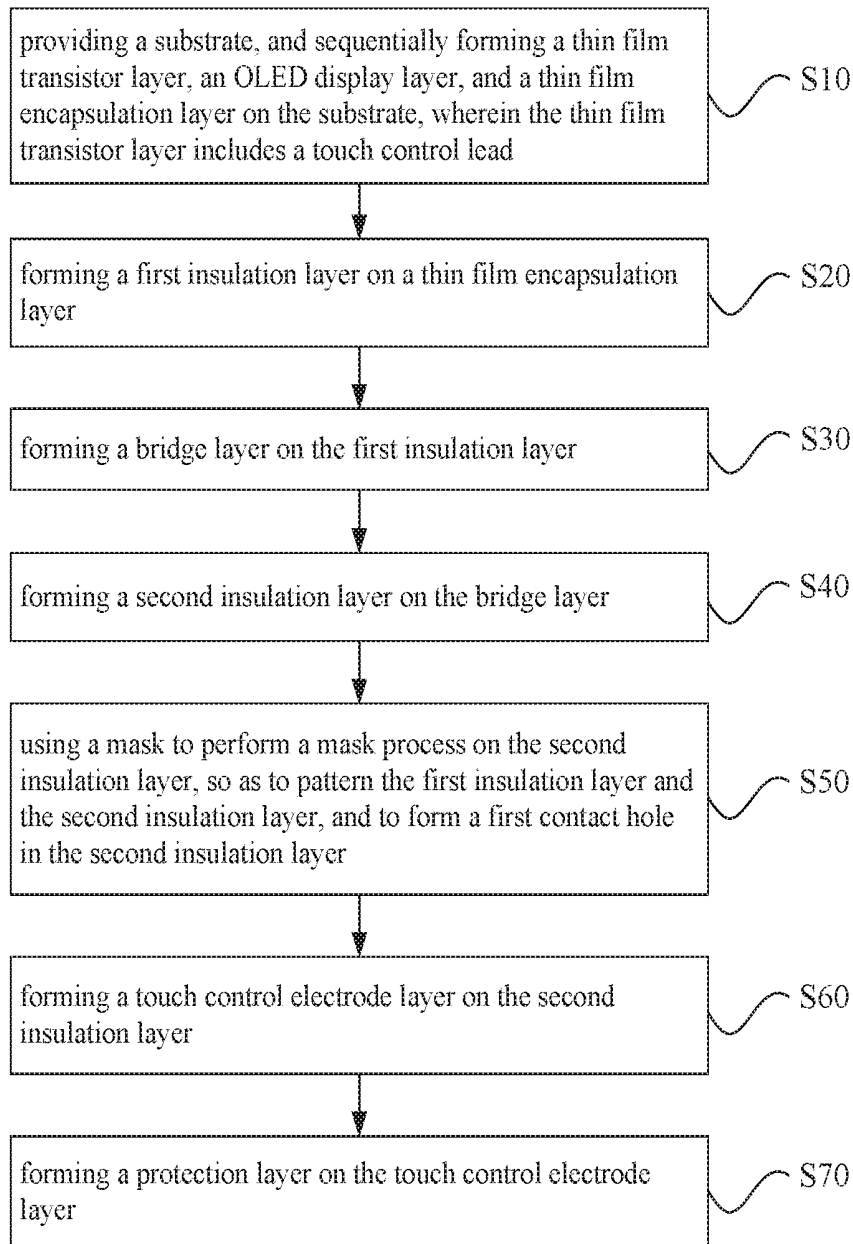 providing a substrate, and sequentially forming a thin film
transistor layer, an OLED display layer, and a thin film
encapsulation layer on the substrate, wherein the thin film
transistor layer includes a touch control lead
S10
forming a first insulation layer on a thin film encapsulation
layer
S20
forming a bridge layer on the first insulation layer
S30
forming a second insulation layer on the bridge layer
S40
using a mask to perform a mask process on the second
insulation layer, so as to pattern the first insulation layer and
the second insulation layer, and to form a first contact hole
in the second insulation layer
S50
forming a touch control electrode layer on the second
insulation layer
S60
forming a protection layer on the touch control electrode
layer
S70